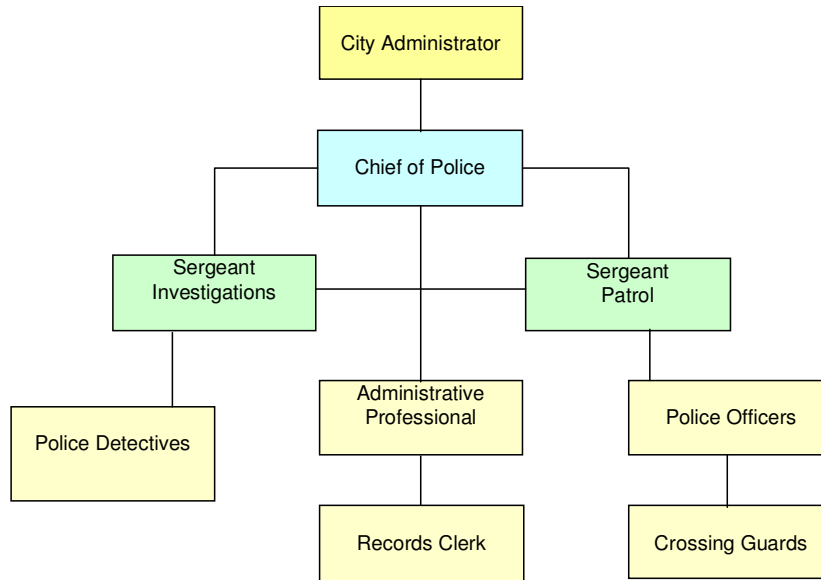 City Administrator
Chief of Police
Sergeant
Investigations
Sergeant
Patrol
Police Detectives
Administrative
Professional
Police Officers
Records Clerk
Crossing Guards